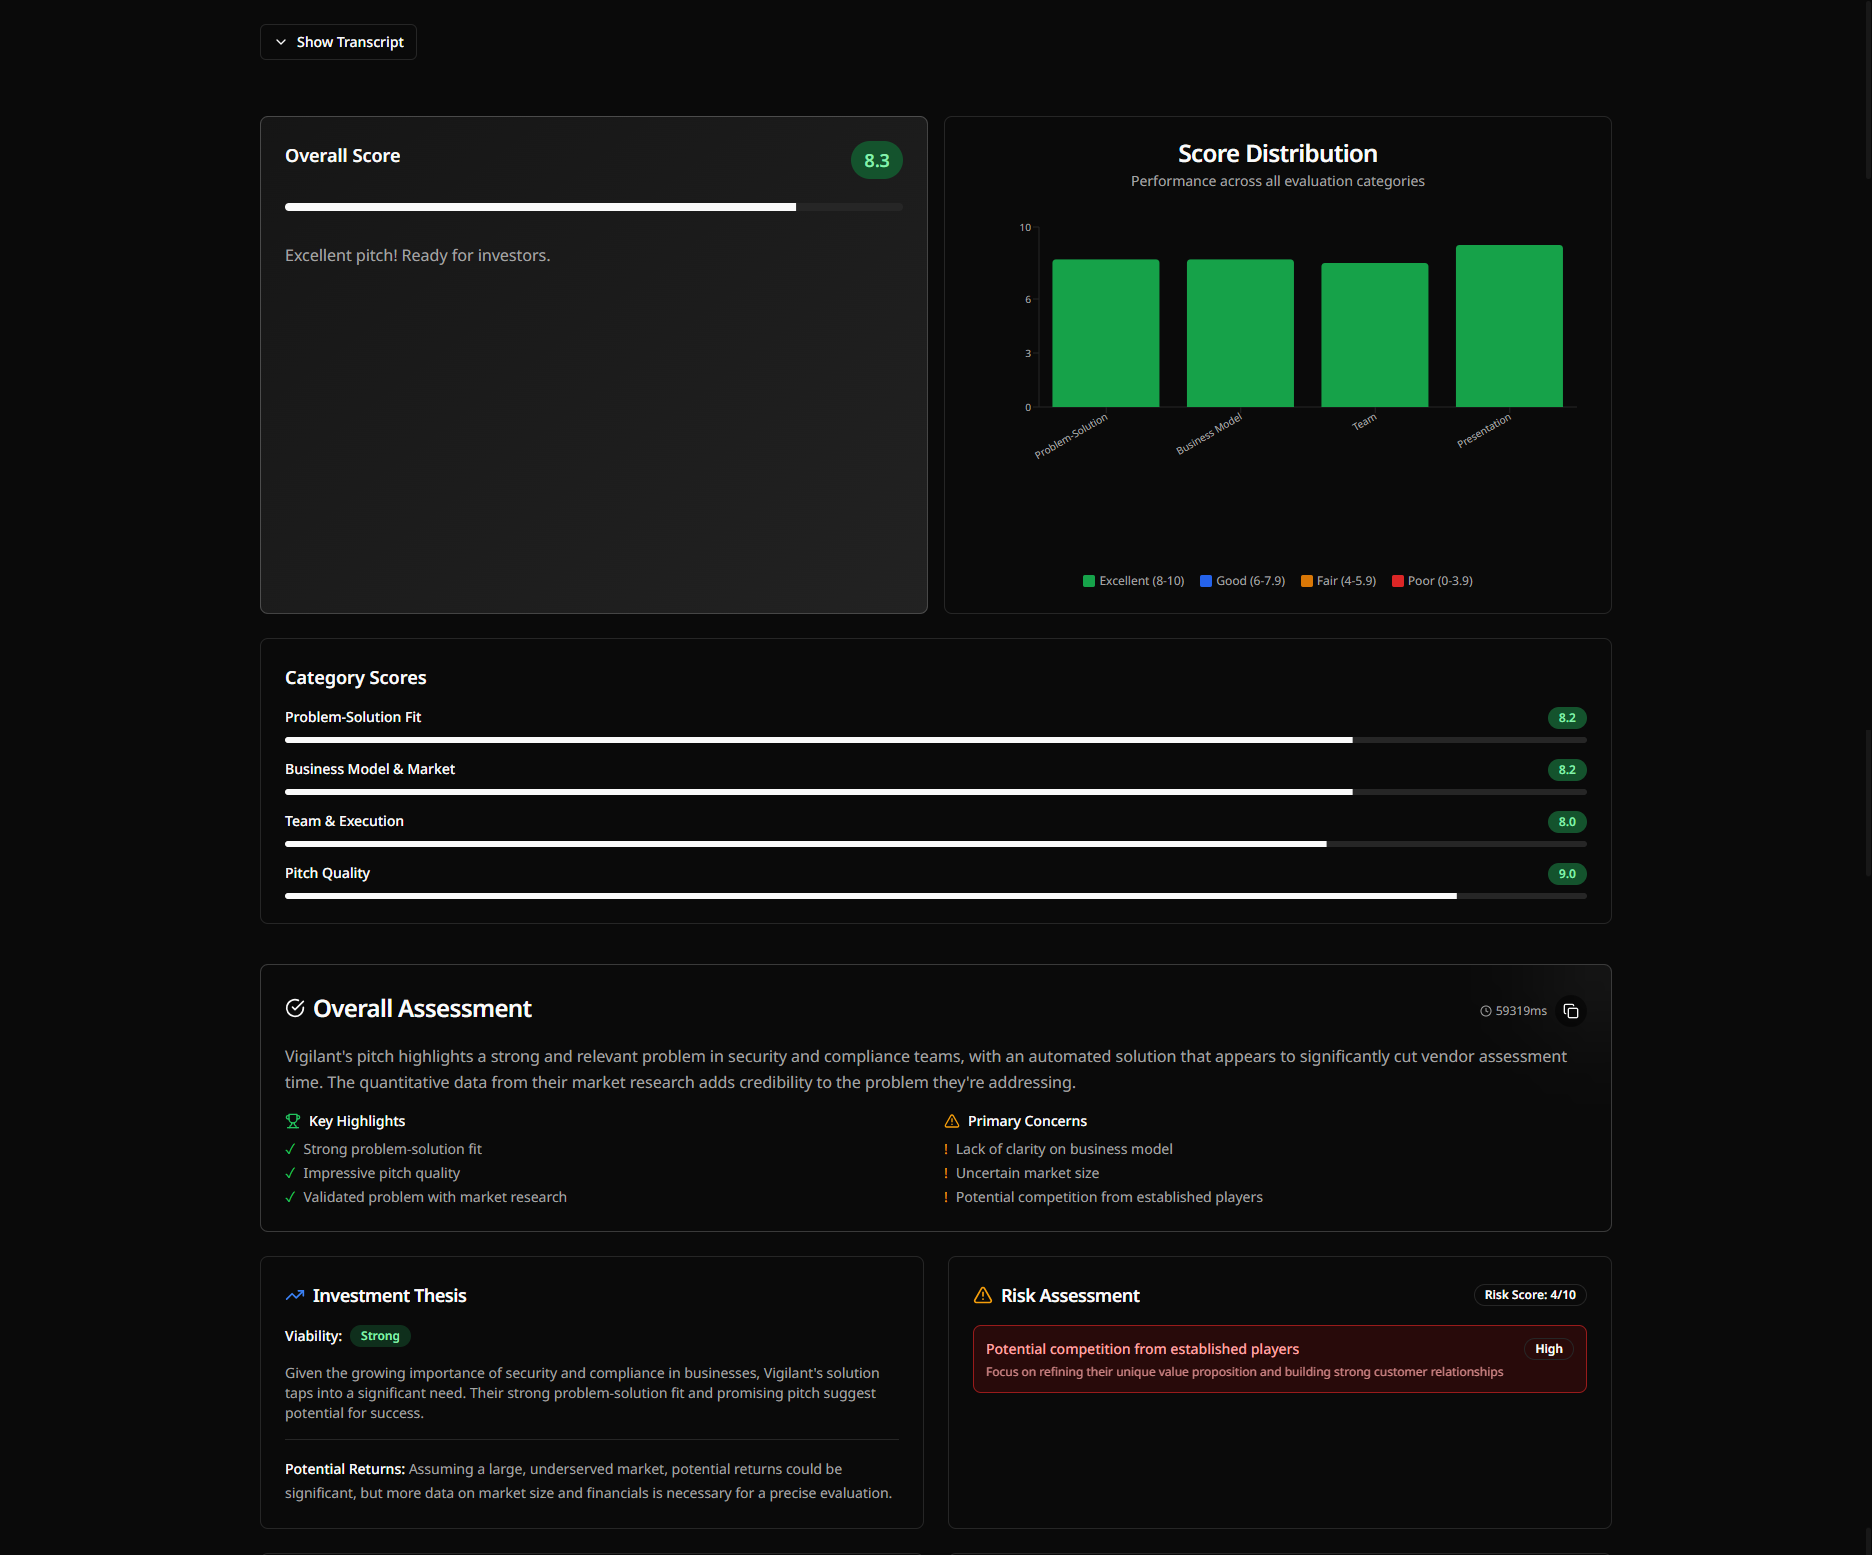 Show Transcript
Overall Score
8.3
Excellent pitch! Ready for investors.
Score Distribution
Performance across all evaluation categories
10
6
3
0
Problem-Solution
Business Model
Team
Presentation
Excellent (8-10)
Good (6-7.9)
Fair (4-5.9)
Poor (0-3.9)
Category Scores
Problem-Solution Fit
8.2
Business Model & Market
8.2
Team & Execution
8.0
Pitch Quality
9.0
Overall Assessment
59319ms
Vigilant's pitch highlights a strong and relevant problem in security and compliance teams, with an automated solution that appears to significantly cut vendor assessment
time. The quantitative data from their market research adds credibility to the problem they're addressing.
Key Highlights
✓ Strong problem-solution fit
✓ Impressive pitch quality
✓ Validated problem with market research
Primary Concerns
! Lack of clarity on business model
! Uncertain market size
! Potential competition from established players
Investment Thesis
Viability: Strong
Given the growing importance of security and compliance in businesses, Vigilant's solution
taps into a significant need. Their strong problem-solution fit and promising pitch suggest
potential for success.
Potential Returns: Assuming a large, underserved market, potential returns could be
significant, but more data on market size and financials is necessary for a precise evaluation.
Risk Assessment
Risk Score: 4/10
Potential competition from established players
High
Focus on refining their unique value proposition and building strong customer relationships